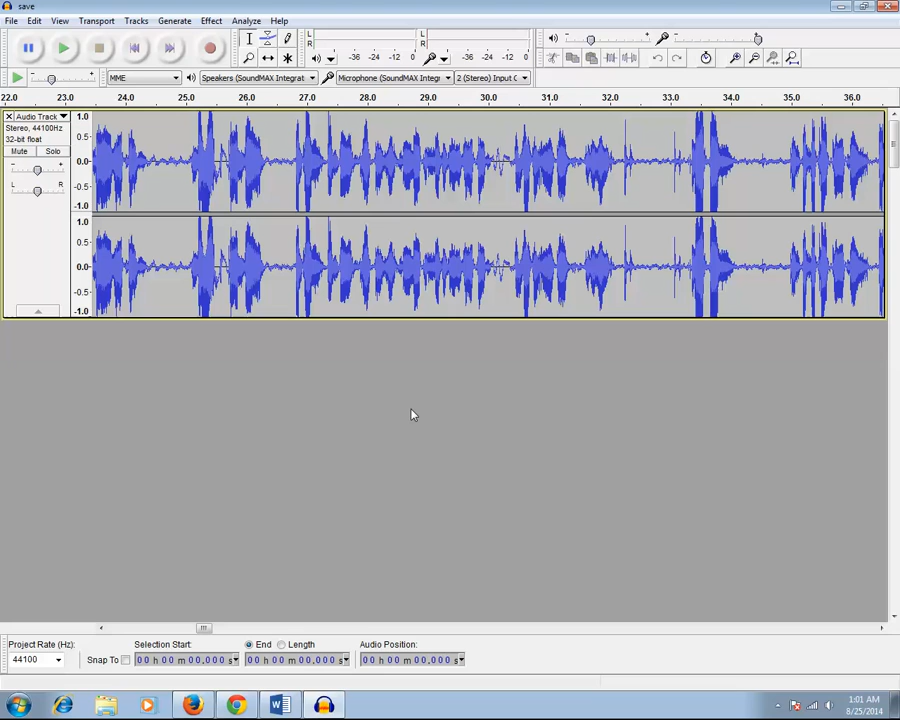 save
File Edit View Transport Tracks Generate Effect Analyze Help
L R -36 -24 -12 0 L R -36 -24 -12 0
MME Speakers (SoundMAX Integrat Microphone (SoundMAX Integr 2 (Stereo) Input C
22.0 23.0 24.0 25.0 26.0 27.0 28.0 29.0 30.0 31.0 32.0 33.0 34.0 35.0 36.0
Audio Track
Stereo, 44100Hz
32-bit float
Mute Solo
- +
L R
1.0
0.5
0.0
-0.5
-1.0
1.0
0.5
0.0
-0.5
-1.0
Project Rate (Hz): Selection Start: End Length Audio Position:
44100 Snap To 00 h 00 m 00.000 s 00 h 00 m 00.000 s 00 h 00 m 00.000 s
1:01 AM
8/25/2014